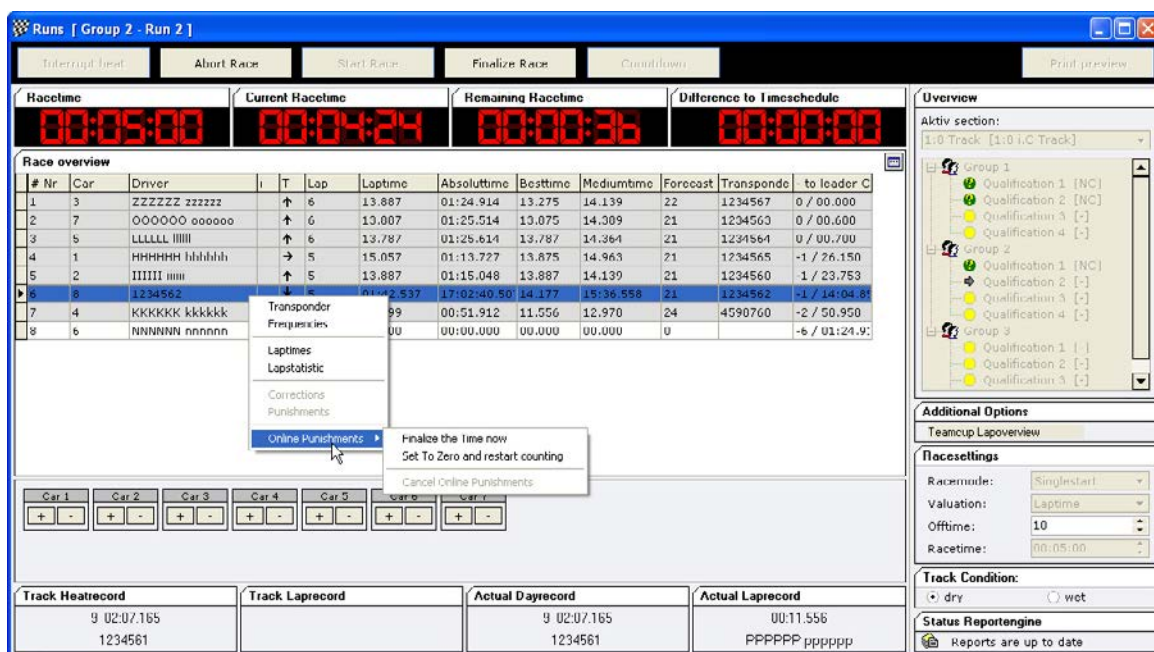 Runs [ Group 2 - Run 2 ]
Interrupt heat Abort Race Start Race Finalize Race Countdown Print preview
Racetime Current Racetime Remaining Racetime Difference to Timeschedule
00:05:00 00:04:24 00:00:36 00:00:00
Race overview
# Nr Car Driver T Lap Laptime Absoluttime Besttime Mediumtime Forecast Transponde - to leader C
1 3 ZZZZZZ zzzzzz 6 13.887 01:24.914 13.275 14.139 22 1234567 0 / 00.000
2 7 OOOOOO oooooo 6 13.007 01:25.514 13.075 14.309 21 1234563 0 / 00.600
3 5 LLLLLL llllll 6 13.787 01:25.614 13.787 14.364 21 1234564 0 / 00.700
4 1 HHHHHH hhhhhh 5 15.057 01:13.727 13.875 14.963 21 1234565 -1 / 26.150
5 2 IIIIII iiiiii 5 13.887 01:15.048 13.887 14.139 21 1234560 -1 / 23.753
6 8 1234562 5 01:42.537 17:02:40.50 14.177 15:36.558 21 1234562 -1 / 14:04.8
7 4 KKKKKK kkkkkk 99 00:51.912 11.556 12.970 24 4590760 -2 / 50.950
8 6 NNNNNN nnnnnn 00 00:00.000 00.000 00.000 0 -6 / 01:24.9
Transponder
Frequencies
Laptimes
Lapstatistic
Corrections
Punishments
Online Punishments
Finalize the Time now
Set To Zero and restart counting
Cancel Online Punishments
Car 1 Car 2 Car 3 Car 4 Car 5 Car 6 Car 7
+ - + - + - + - + - + - + -
Track Heatrecord Track Laprecord Actual Dayrecord Actual Laprecord
9 02:07.165 9 02:07.165 00:11.556
1234561 1234561 PPPPPP pppppp
Overview
Aktiv section:
1:8 Track [1:8 i.C Track]
Group 1
Qualification 1 [NC]
Qualification 2 [NC]
Qualification 3 [-]
Qualification 4 [-]
Group 2
Qualification 1 [NC]
Qualification 2 [-]
Qualification 3 [-]
Qualification 4 [-]
Group 3
Qualification 1 [-]
Qualification 2 [-]
Qualification 3 [-]
Additional Options
Teamcup Lapoverview
Racesettings
Racemode: Singlestart
Valuation: Laptime
Offtime: 10
Racetime: 00:05:00
Track Condition:
dry wet
Status Reportengine
Reports are up to date